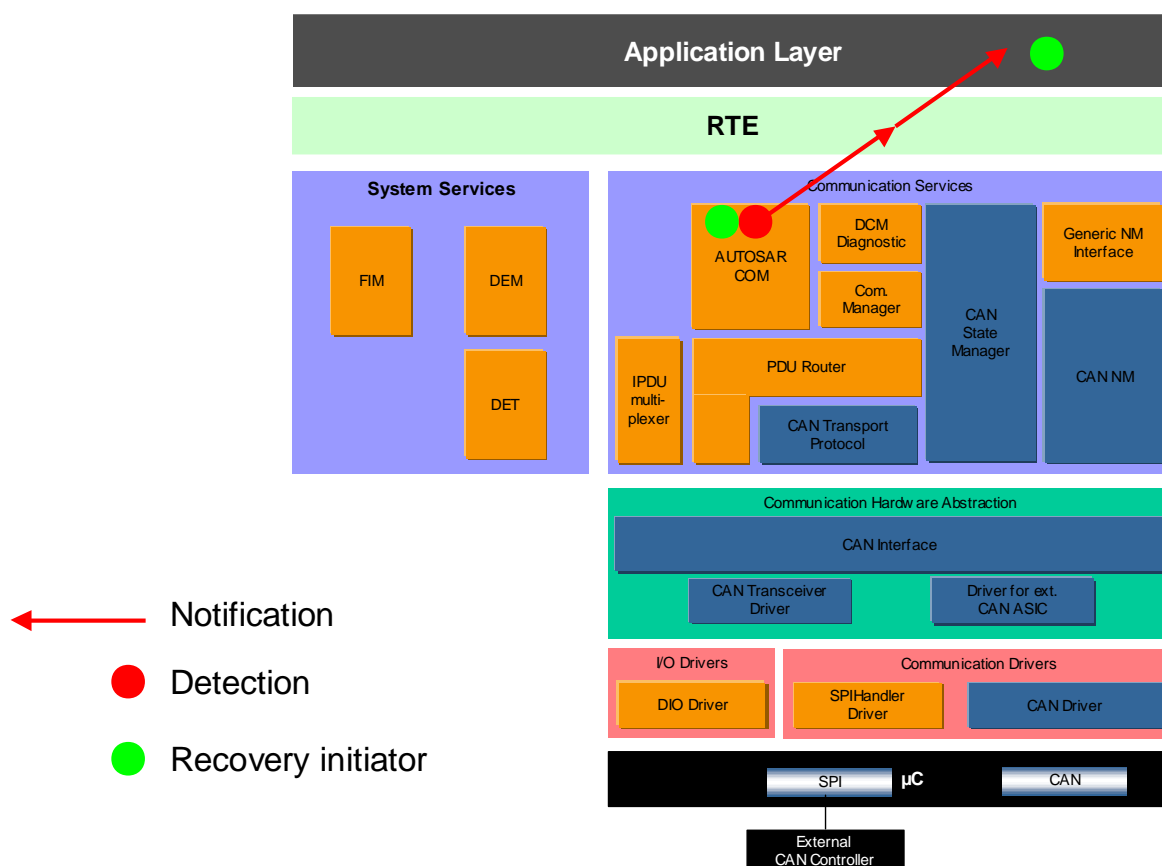 Application Layer
RTE
System Services
FIM
DEM
DET
Communication Services
AUTOSAR
COM
DCM
Diagnostic
Com.
Manager
CAN
State
Manager
Generic NM
Interface
CAN NM
IPDU
multi-
plexer
PDU Router
CAN Transport
Protocol
Communication Hardware Abstraction
CAN Interface
CAN Transceiver
Driver
Driver for ext.
CAN ASIC
I/O Drivers
DIO Driver
Communication Drivers
SPIHandler
Driver
CAN Driver
SPI
µC
CAN
External
CAN Controller
Notification
Detection
Recovery initiator